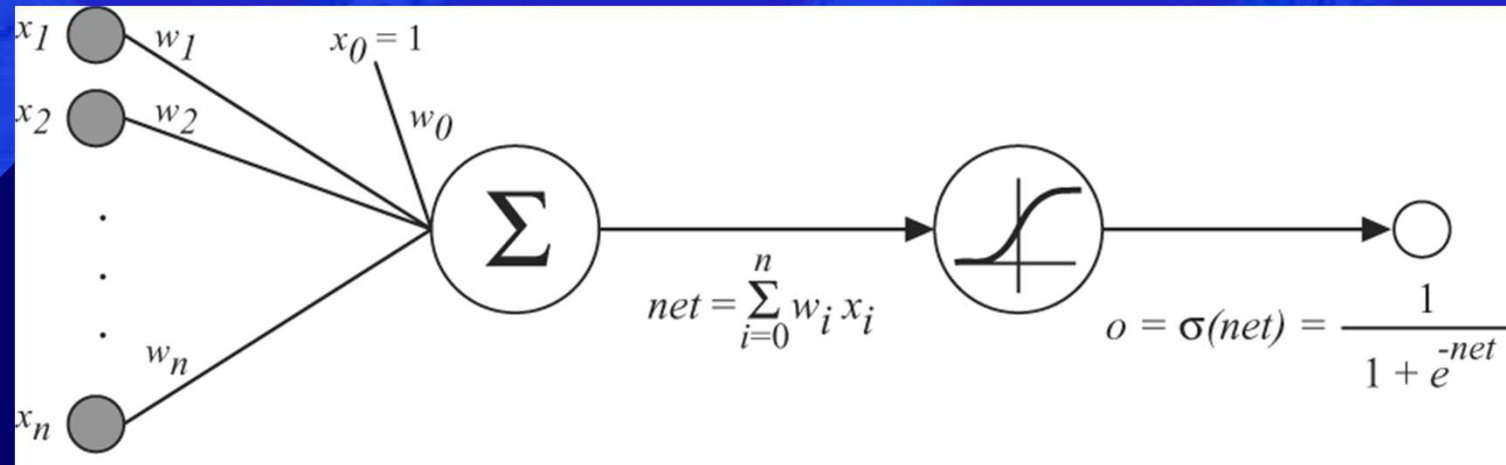 x1 w1 x0 = 1
x2 w2 w0
Σ
wn
xn
n
net = Σ wi xi
i=0
1
o = σ(net) = 
1 + e^-net